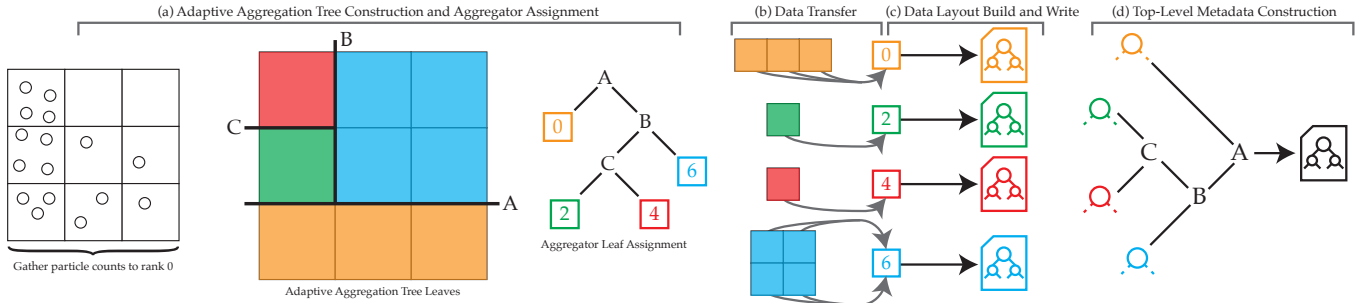 (a) Adaptive Aggregation Tree Construction and Aggregator Assignment
(b) Data Transfer
(c) Data Layout Build and Write
(d) Top-Level Metadata Construction
Gather particle counts to rank 0
B
C
A
Adaptive Aggregation Tree Leaves
A
0
B
C
6
2
4
Aggregator Leaf Assignment
0
2
4
6
A
C
B